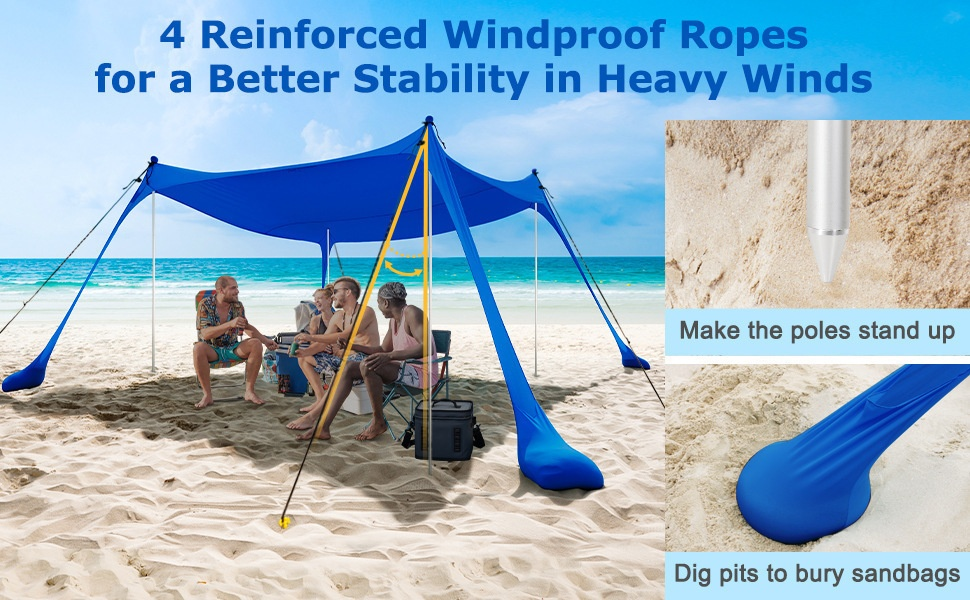 4 Reinforced Windproof Ropes
for a Better Stability in Heavy Winds
Make the poles stand up
Dig pits to bury sandbags